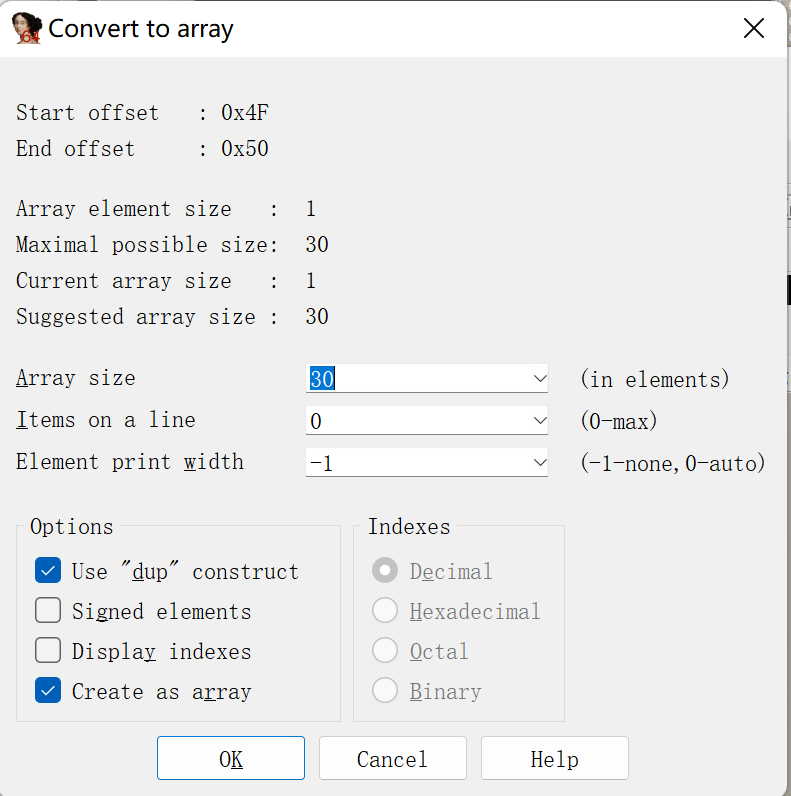 Convert to array
Start offset : 0x4F
End offset : 0x50
Array element size : 1
Maximal possible size: 30
Current array size : 1
Suggested array size : 30
Array size 30 (in elements)
Items on a line 0 (0-max)
Element print width -1 (-1-none,0-auto)
Options Indexes
Use "dup" construct Decimal
Signed elements Hexadecimal
Display indexes Octal
Create as array Binary
OK Cancel Help